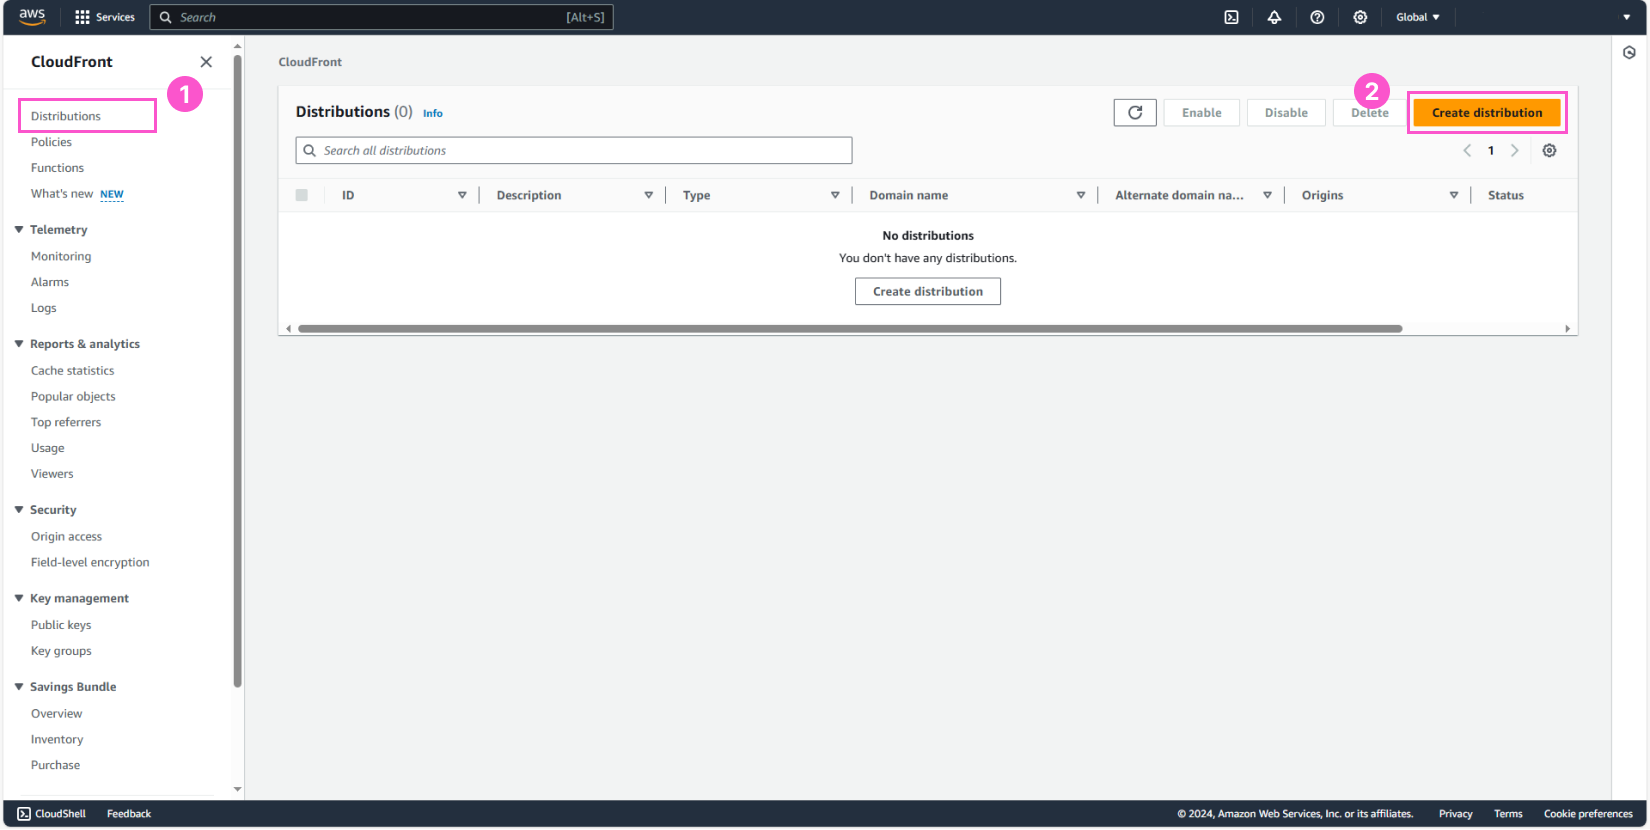 aws
Services
Search
[Alt+S]
Global
CloudFront
1
Distributions
Policies
Functions
What's new NEW
Telemetry
Monitoring
Alarms
Logs
Reports & analytics
Cache statistics
Popular objects
Top referrers
Usage
Viewers
Security
Origin access
Field-level encryption
Key management
Public keys
Key groups
Savings Bundle
Overview
Inventory
Purchase
CloudFront
Distributions (0) Info
2
Enable
Disable
Delete
Create distribution
Search all distributions
1
ID
Description
Type
Domain name
Alternate domain na...
Origins
Status
No distributions
You don't have any distributions.
Create distribution
CloudShell
Feedback
© 2024, Amazon Web Services, Inc. or its affiliates.
Privacy
Terms
Cookie preferences